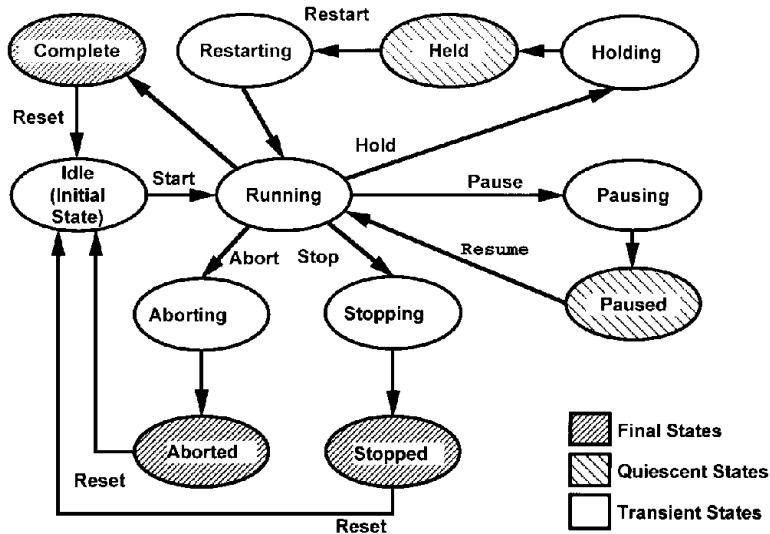 Restart
Complete
Restarting
Held
Holding
Reset
Hold
Idle
(Initial
State)
Start
Running
Pause
Pausing
Abort
Stop
Resume
Aborting
Stopping
Paused
Aborted
Stopped
Final States
Reset
Quiescent States
Transient States
Reset